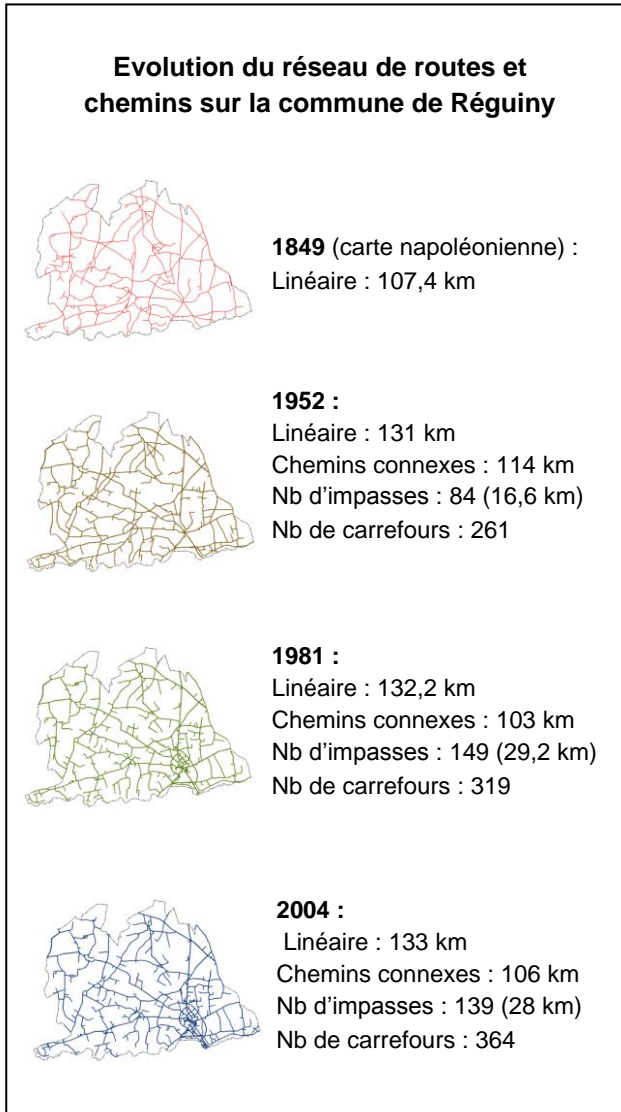 Evolution du réseau de routes et
chemins sur la commune de Réguiny
1849 (carte napoléonienne) :
Linéaire : 107,4 km
1952 :
Linéaire : 131 km
Chemins connexes : 114 km
Nb d'impasses : 84 (16,6 km)
Nb de carrefours : 261
1981 :
Linéaire : 132,2 km
Chemins connexes : 103 km
Nb d'impasses : 149 (29,2 km)
Nb de carrefours : 319
2004 :
Linéaire : 133 km
Chemins connexes : 106 km
Nb d'impasses : 139 (28 km)
Nb de carrefours : 364